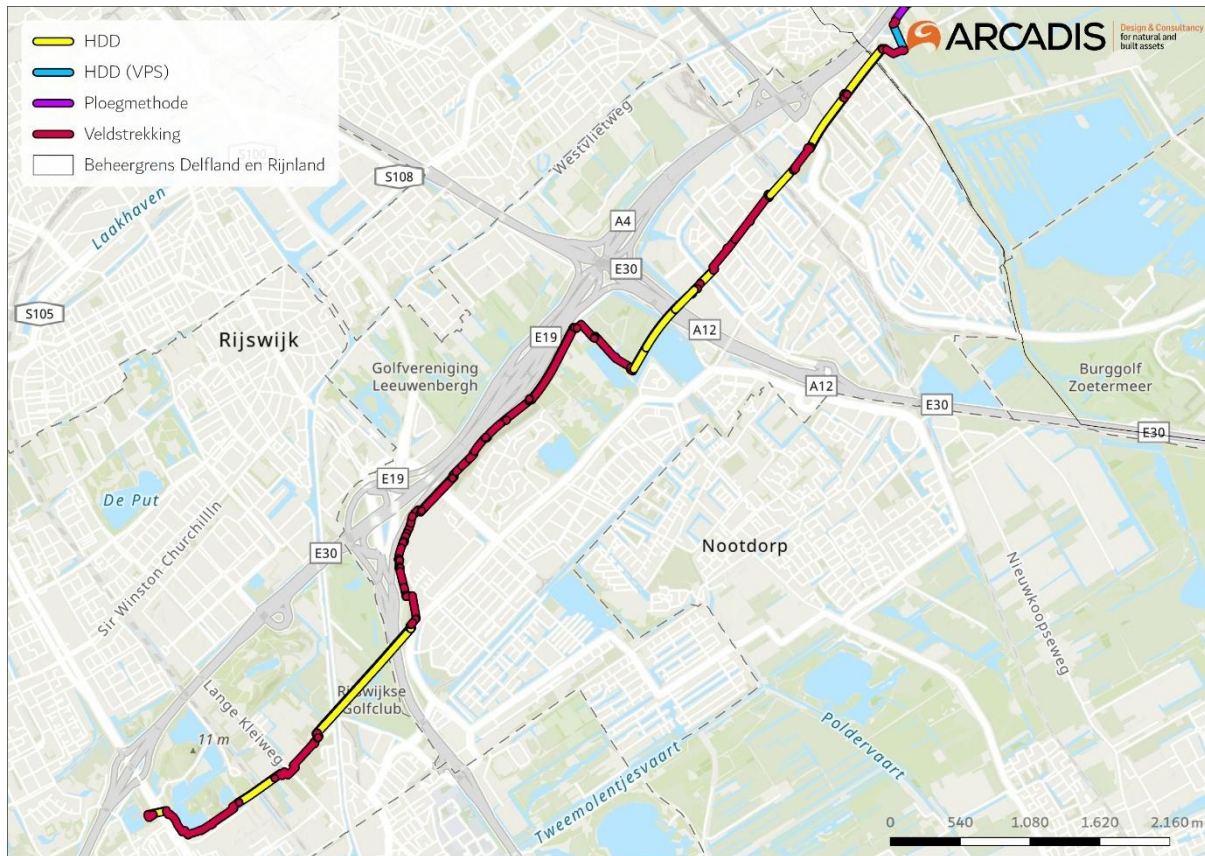 HDD
HDD (VPS)
Ploegmethode
Veldstrekking
Beheergrens Delfland en Rijnland
ARCADIS
Design & Consultancy
for natural and
built assets
S100
Westvlietweg
S108
Laakhaven
A4
E30
S105
Rijswijk
E19
A12
Golfvereniging
Leeuwenbergh
Burggolf
Zoetermeer
A12
E30
E30
E19
De Put
Sir Winston Churchilln
E30
Nootdorp
Nieuwkoopseweg
Lange Kleiweg
Rijswijkse
Golfclub
11 m
Poldervaart
Tweemolentjesvaart
0 540 1.080 1.620 2.160 m